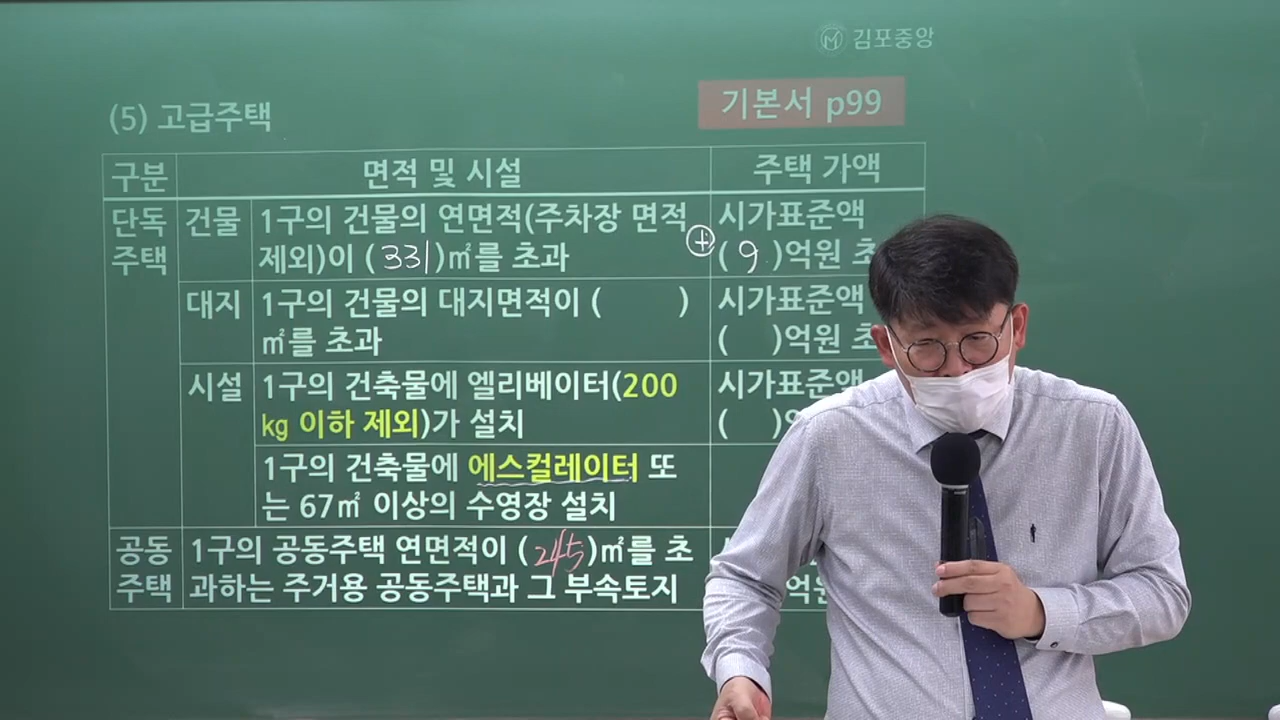 김포중앙
(5) 고급주택
기본서 p99
구분 면적 및 시설 주택 가액
단독 건물 1구의 건물의 연면적(주차장 면적 + 시가표준액
주택 제외)이 (331)㎡를 초과 ( 9 )억원 초
대지 1구의 건물의 대지면적이 ( ) 시가표준액
㎡를 초과 ( )억원 초
시설 1구의 건축물에 엘리베이터(200 시가표준액
kg 이하 제외)가 설치 ( )
1구의 건축물에 에스컬레이터 또
는 67㎡ 이상의 수영장 설치
공동 1구의 공동주택 연면적이 (245)㎡를 초
주택 과하는 주거용 공동주택과 그 부속토지 억원